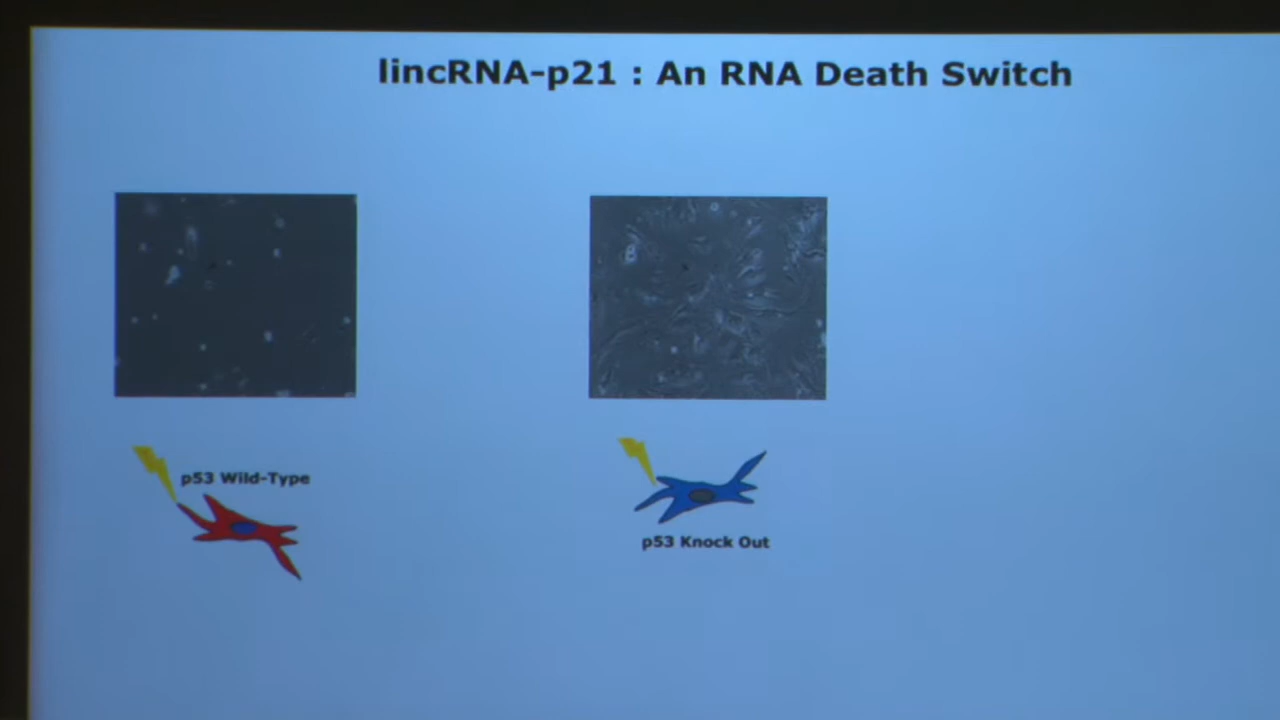 lincRNA-p21 : An RNA Death Switch
p53 Wild-Type
p53 Knock Out